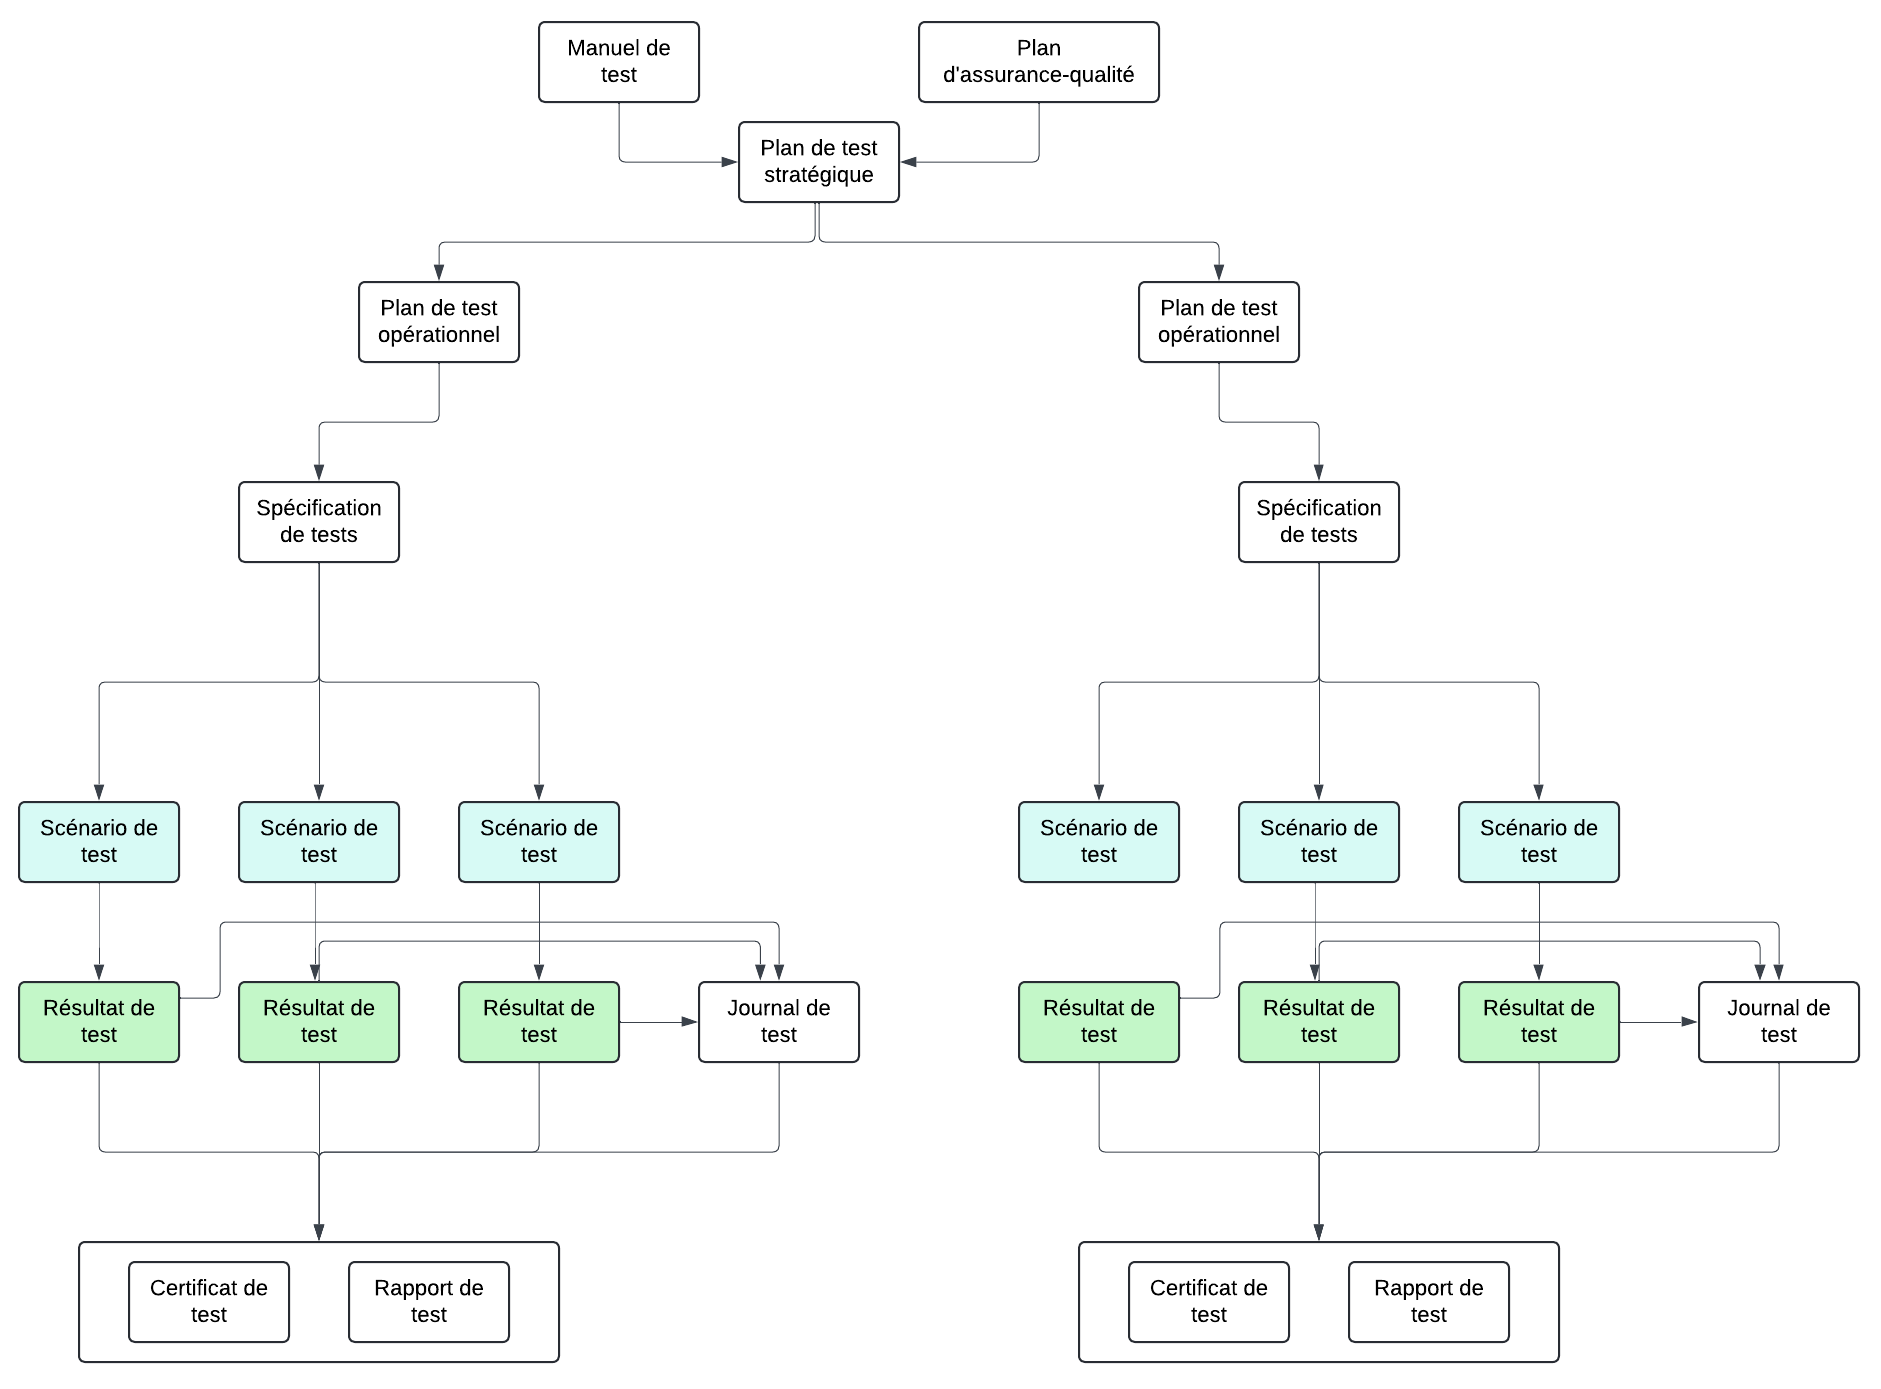 Manuel de
test
Plan
d'assurance-qualité
Plan de test
stratégique
Plan de test
opérationnel
Plan de test
opérationnel
Spécification
de tests
Spécification
de tests
Scénario de
test
Scénario de
test
Scénario de
test
Scénario de
test
Scénario de
test
Scénario de
test
Résultat de
test
Résultat de
test
Résultat de
test
Journal de
test
Résultat de
test
Résultat de
test
Résultat de
test
Journal de
test
Certificat de
test
Rapport de
test
Certificat de
test
Rapport de
test